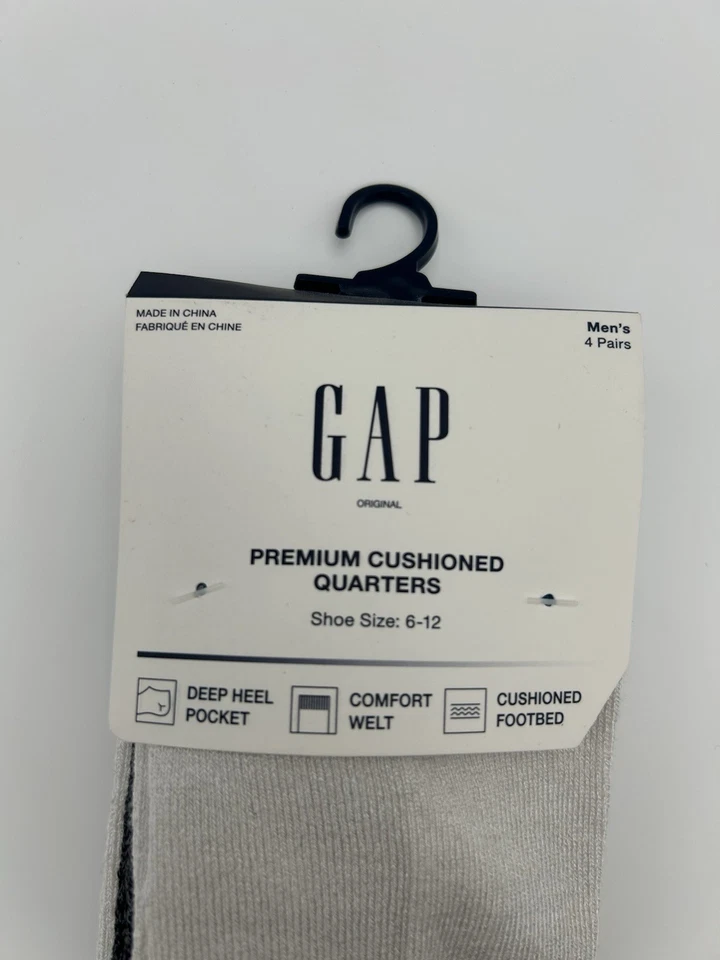 MADE IN CHINA
FABRIQUÉ EN CHINE
Men's
4 Pairs
GAP
ORIGINAL
PREMIUM CUSHIONED
QUARTERS
Shoe Size: 6-12
DEEP HEEL
POCKET
COMFORT
WELT
CUSHIONED
FOOTBED